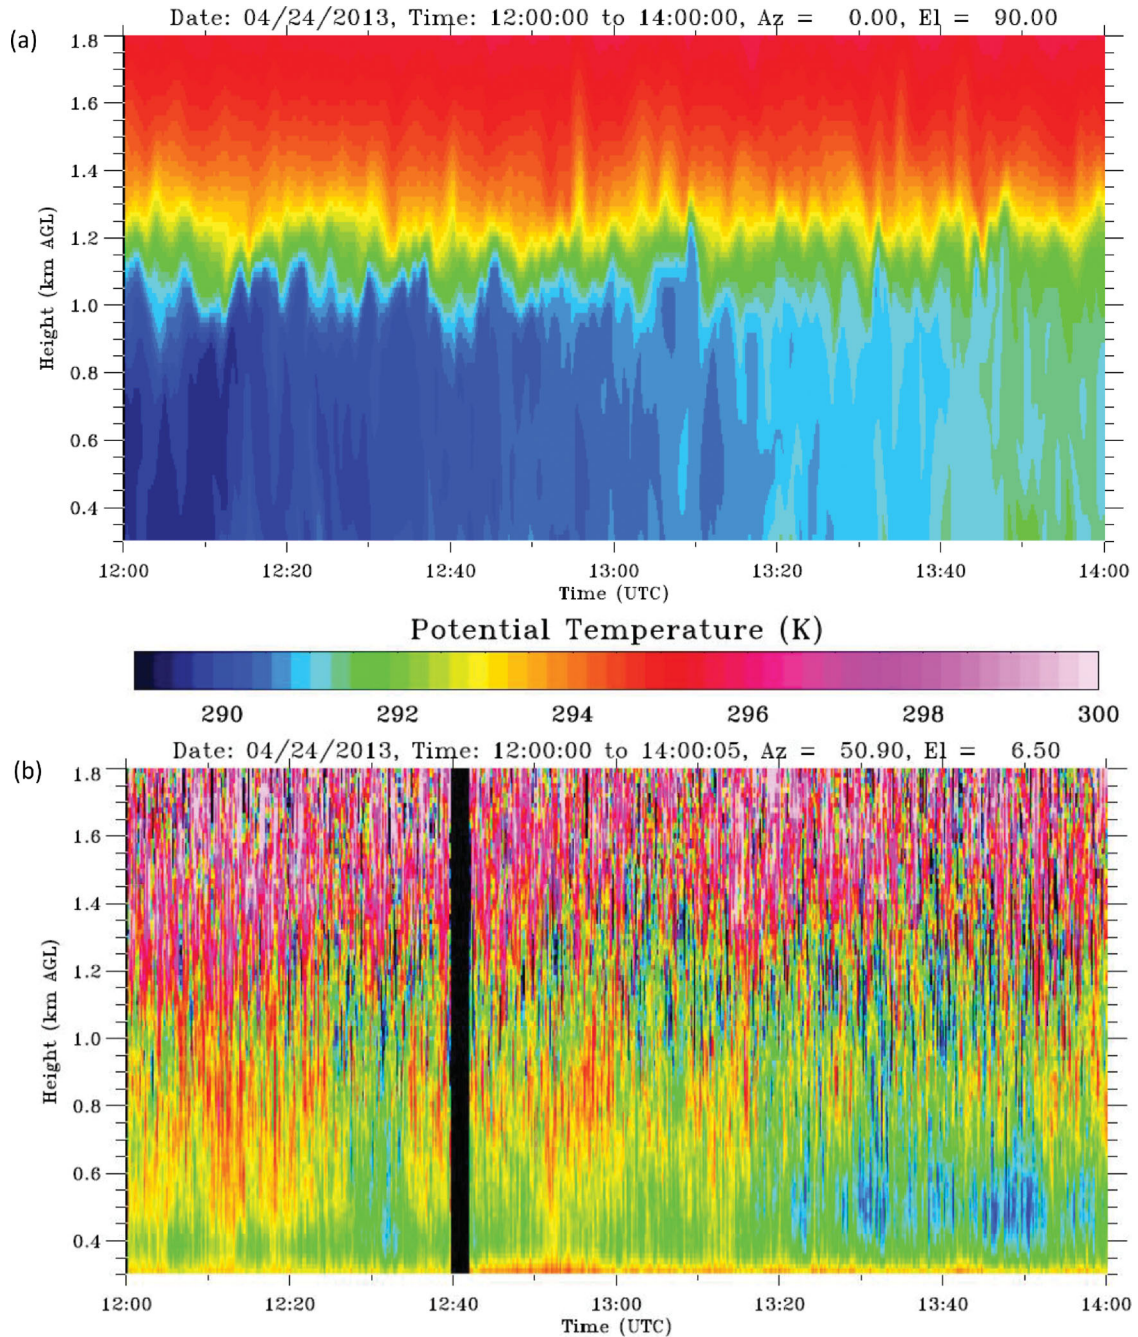 Date: 04/24/2013, Time: 12:00:00 to 14:00:00, Az = 0.00, El = 90.00
(a)
1.8
1.6
1.4
1.2
1.0
0.8
0.6
0.4
Height (km AGL)
12:00 12:20 12:40 13:00 13:20 13:40 14:00
Time (UTC)
Potential Temperature (K)
290 292 294 296 298 300
Date: 04/24/2013, Time: 12:00:00 to 14:00:05, Az = 50.90, El = 6.50
(b)
1.8
1.6
1.4
1.2
1.0
0.8
0.6
0.4
Height (km AGL)
12:00 12:20 12:40 13:00 13:20 13:40 14:00
Time (UTC)